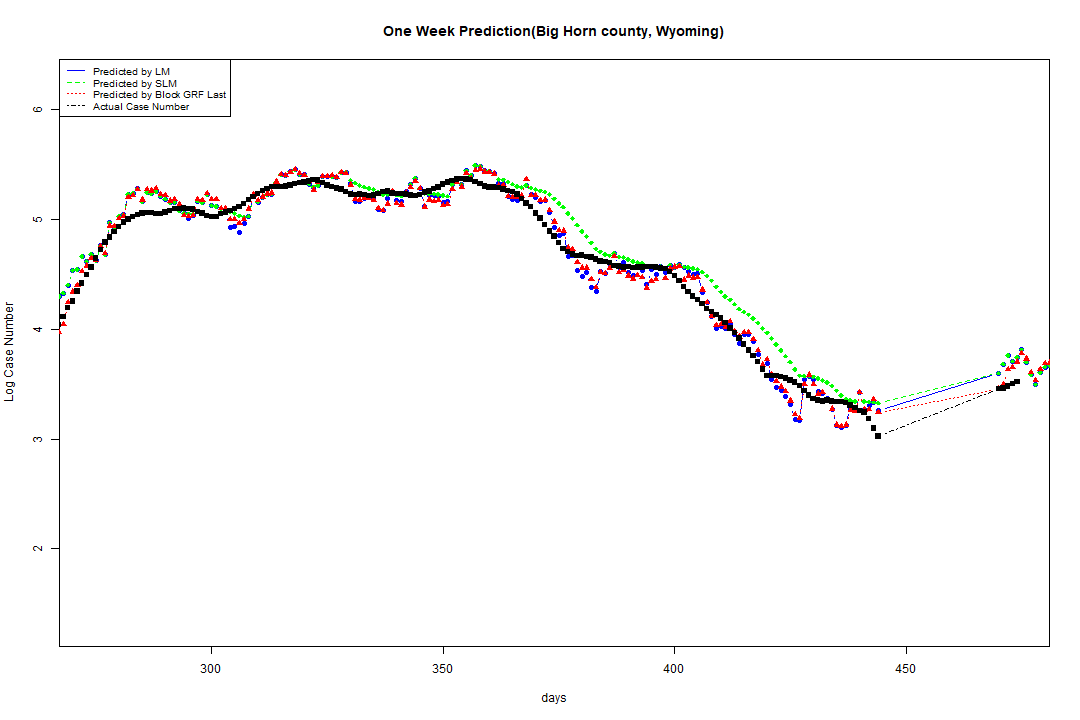 One Week Prediction(Big Horn county, Wyoming)
Predicted by LM
Predicted by SLM
Predicted by Block GRF Last
Actual Case Number
6
5
4
3
2
Log Case Number
300
350
400
450
days